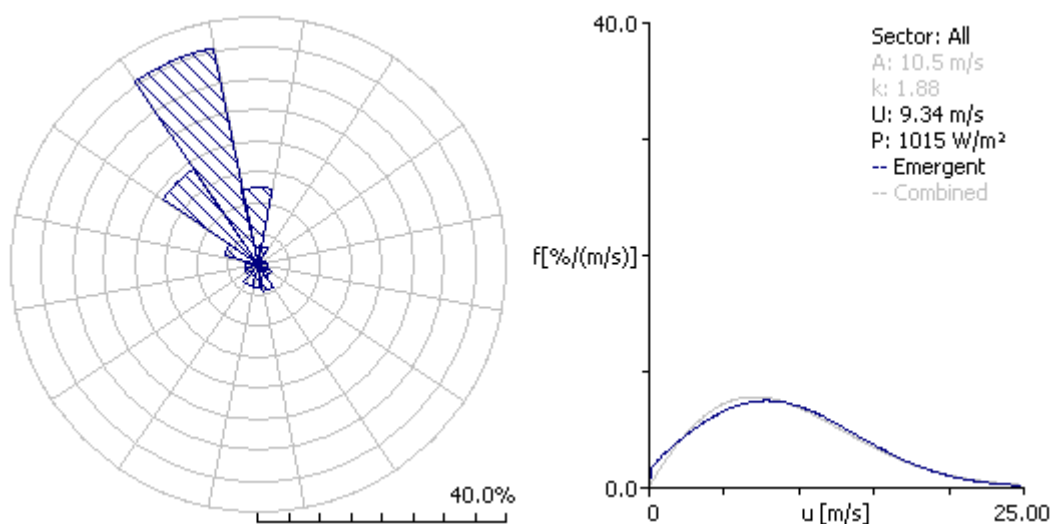 40.0%
40.0
f[%/(m/s)]
0.0
0
u [m/s]
25.00
Sector: All
A: 10.5 m/s
k: 1.88
U: 9.34 m/s
P: 1015 W/m²
-- Emergent
-- Combined